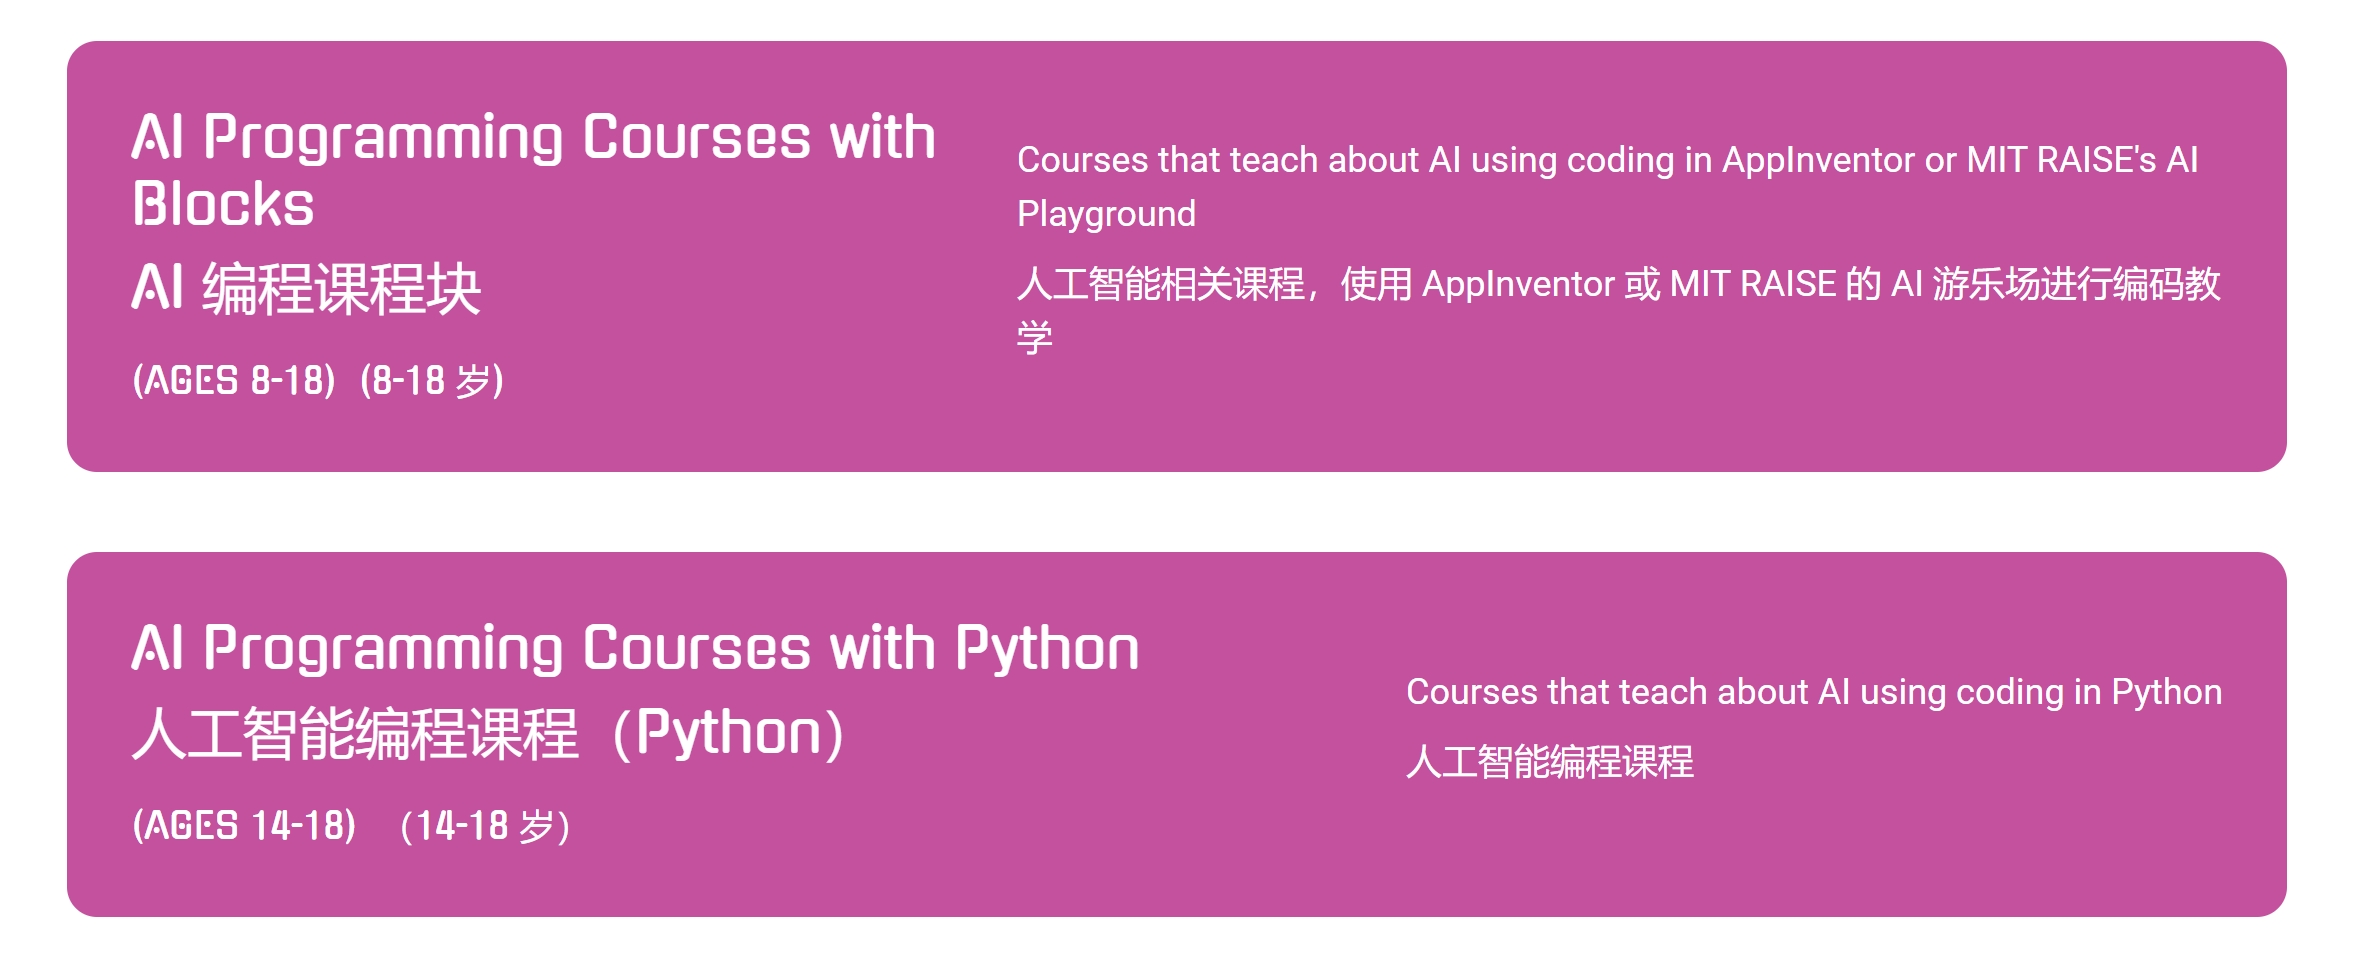 AI Programming Courses with
Blocks
AI 编程课程块
(AGES 8-18) (8-18 岁)
Courses that teach about AI using coding in AppInventor or MIT RAISE's AI
Playground
人工智能相关课程，使用 AppInventor 或 MIT RAISE 的 AI 游乐场进行编码教
学
AI Programming Courses with Python
人工智能编程课程（Python）
(AGES 14-18) （14-18 岁）
Courses that teach about AI using coding in Python
人工智能编程课程